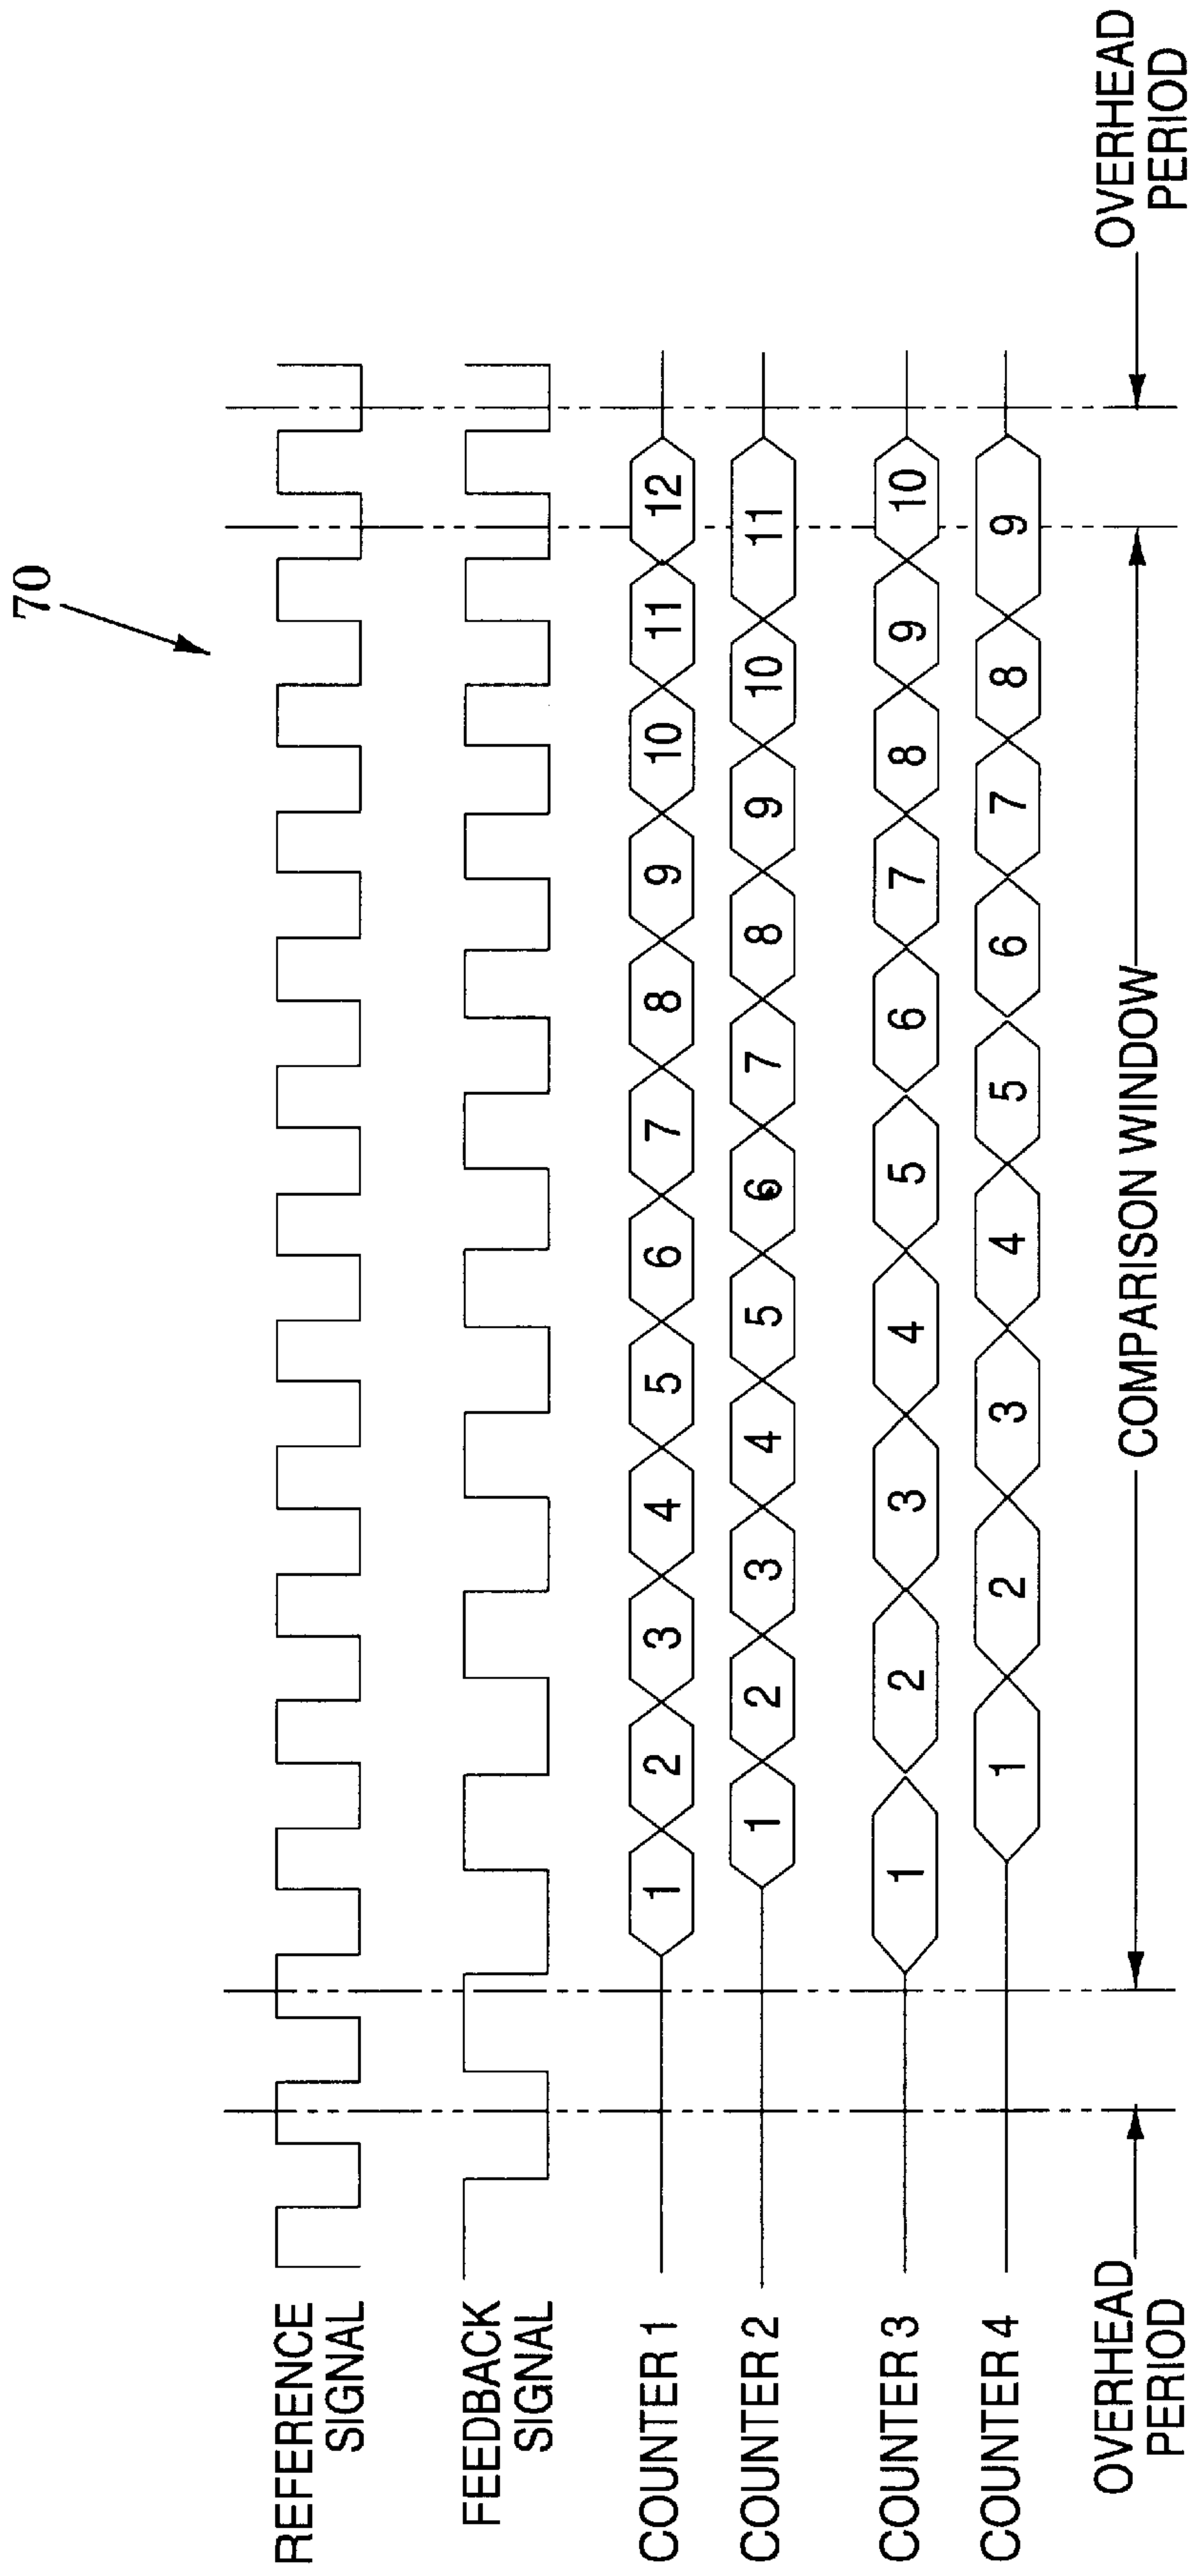 70
REFERENCE
SIGNAL
FEEDBACK
SIGNAL
COUNTER 1
1 2 3 4 5 6 7 8 9 10 11 12
COUNTER 2
1 2 3 4 5 6 7 8 9 10 11
COUNTER 3
1 2 3 4 5 6 7 8 9 10
COUNTER 4
1 2 3 4 5 6 7 8 9
OVERHEAD
PERIOD
COMPARISON WINDOW
OVERHEAD
PERIOD